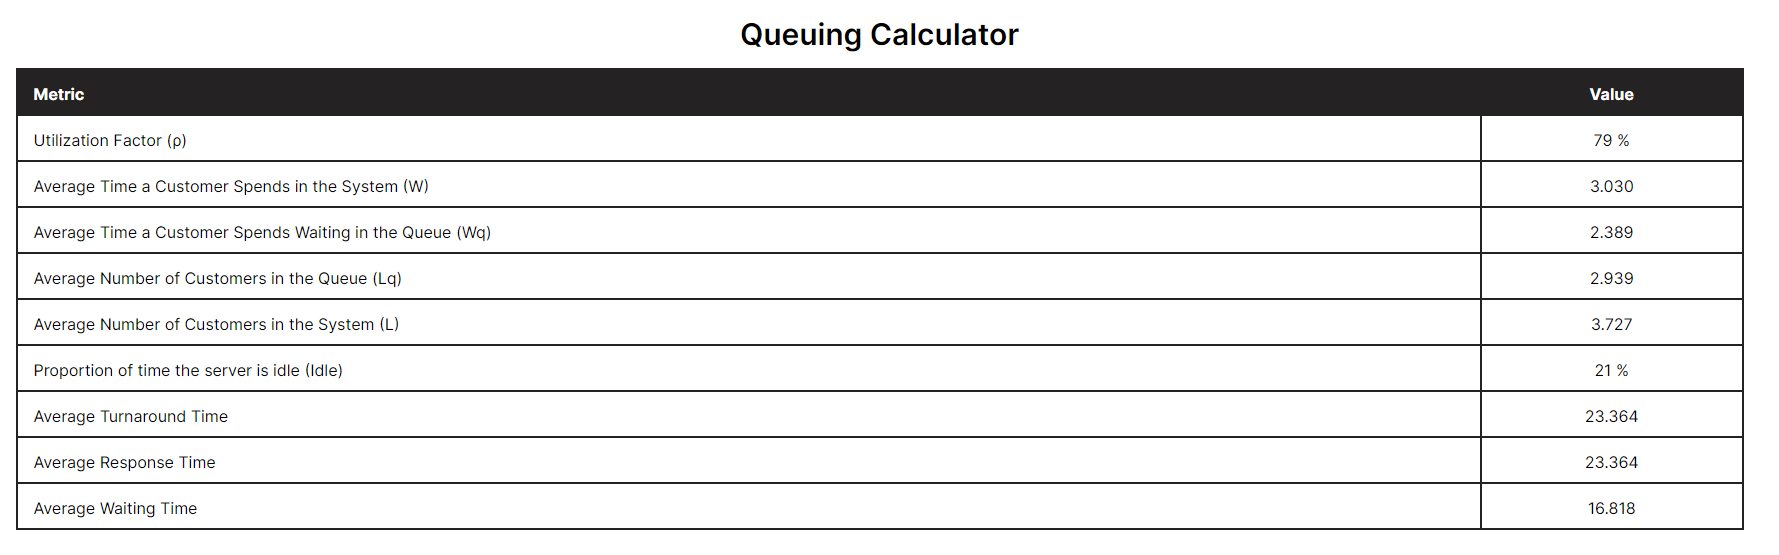 Queuing Calculator
Metric Value
Utilization Factor (ρ) 79 %
Average Time a Customer Spends in the System (W) 3.030
Average Time a Customer Spends Waiting in the Queue (Wq) 2.389
Average Number of Customers in the Queue (Lq) 2.939
Average Number of Customers in the System (L) 3.727
Proportion of time the server is idle (Idle) 21 %
Average Turnaround Time 23.364
Average Response Time 23.364
Average Waiting Time 16.818